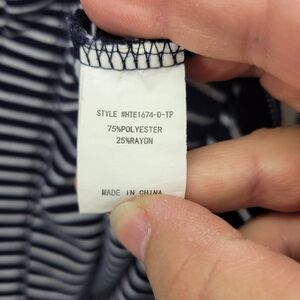 STYLE #HTE1674-D-TP
75%POLYESTER
25%RAYON
MADE IN CHINA